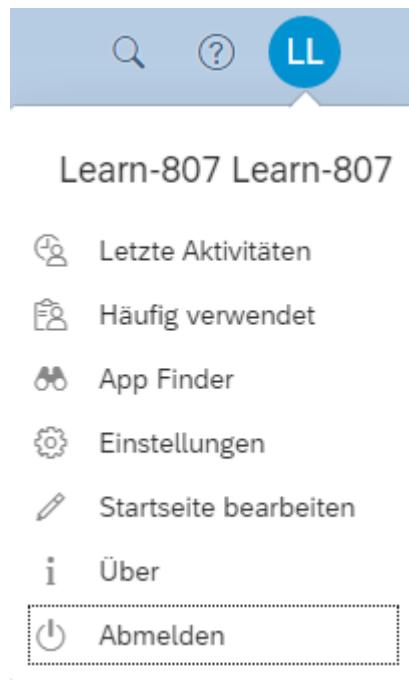 LL
Learn-807 Learn-807
Letzte Aktivitäten
Häufig verwendet
App Finder
Einstellungen
Startseite bearbeiten
Über
Abmelden